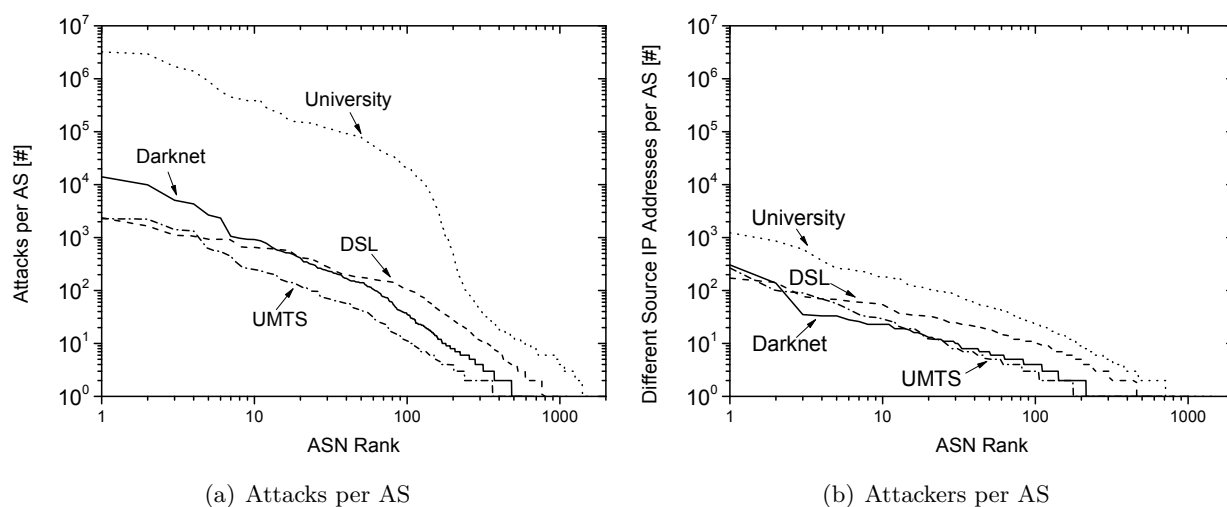 10^7
10^6
10^5
10^4
10^3
10^2
10^1
10^0
Attacks per AS [#]
University
Darknet
DSL
UMTS
1 10 100 1000
ASN Rank
(a) Attacks per AS
10^7
10^6
10^5
10^4
10^3
10^2
10^1
10^0
Different Source IP Addresses per AS [#]
University
DSL
Darknet
UMTS
1 10 100 1000
ASN Rank
(b) Attackers per AS